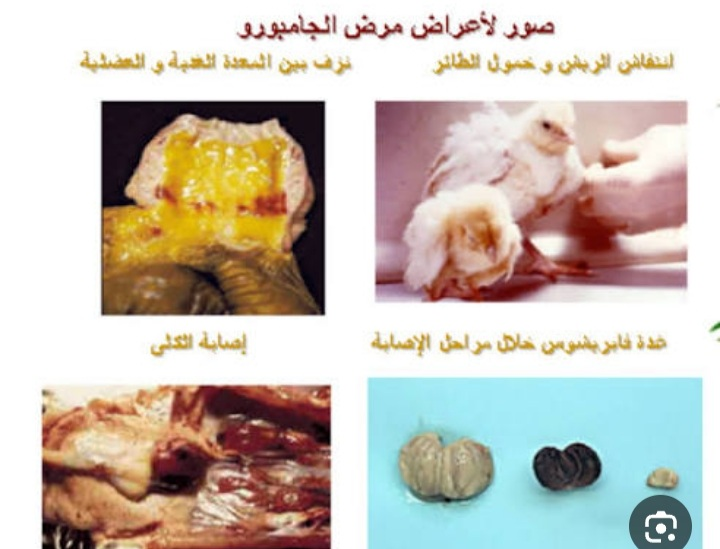 صور لأعراض مرض الجامبورو
انتفاش الريش و خمول الطائر
نزف بين المعدة الغدية و العضلية
غدة فابريشوس خلال مراحل الإصابة
إصابة الكلى